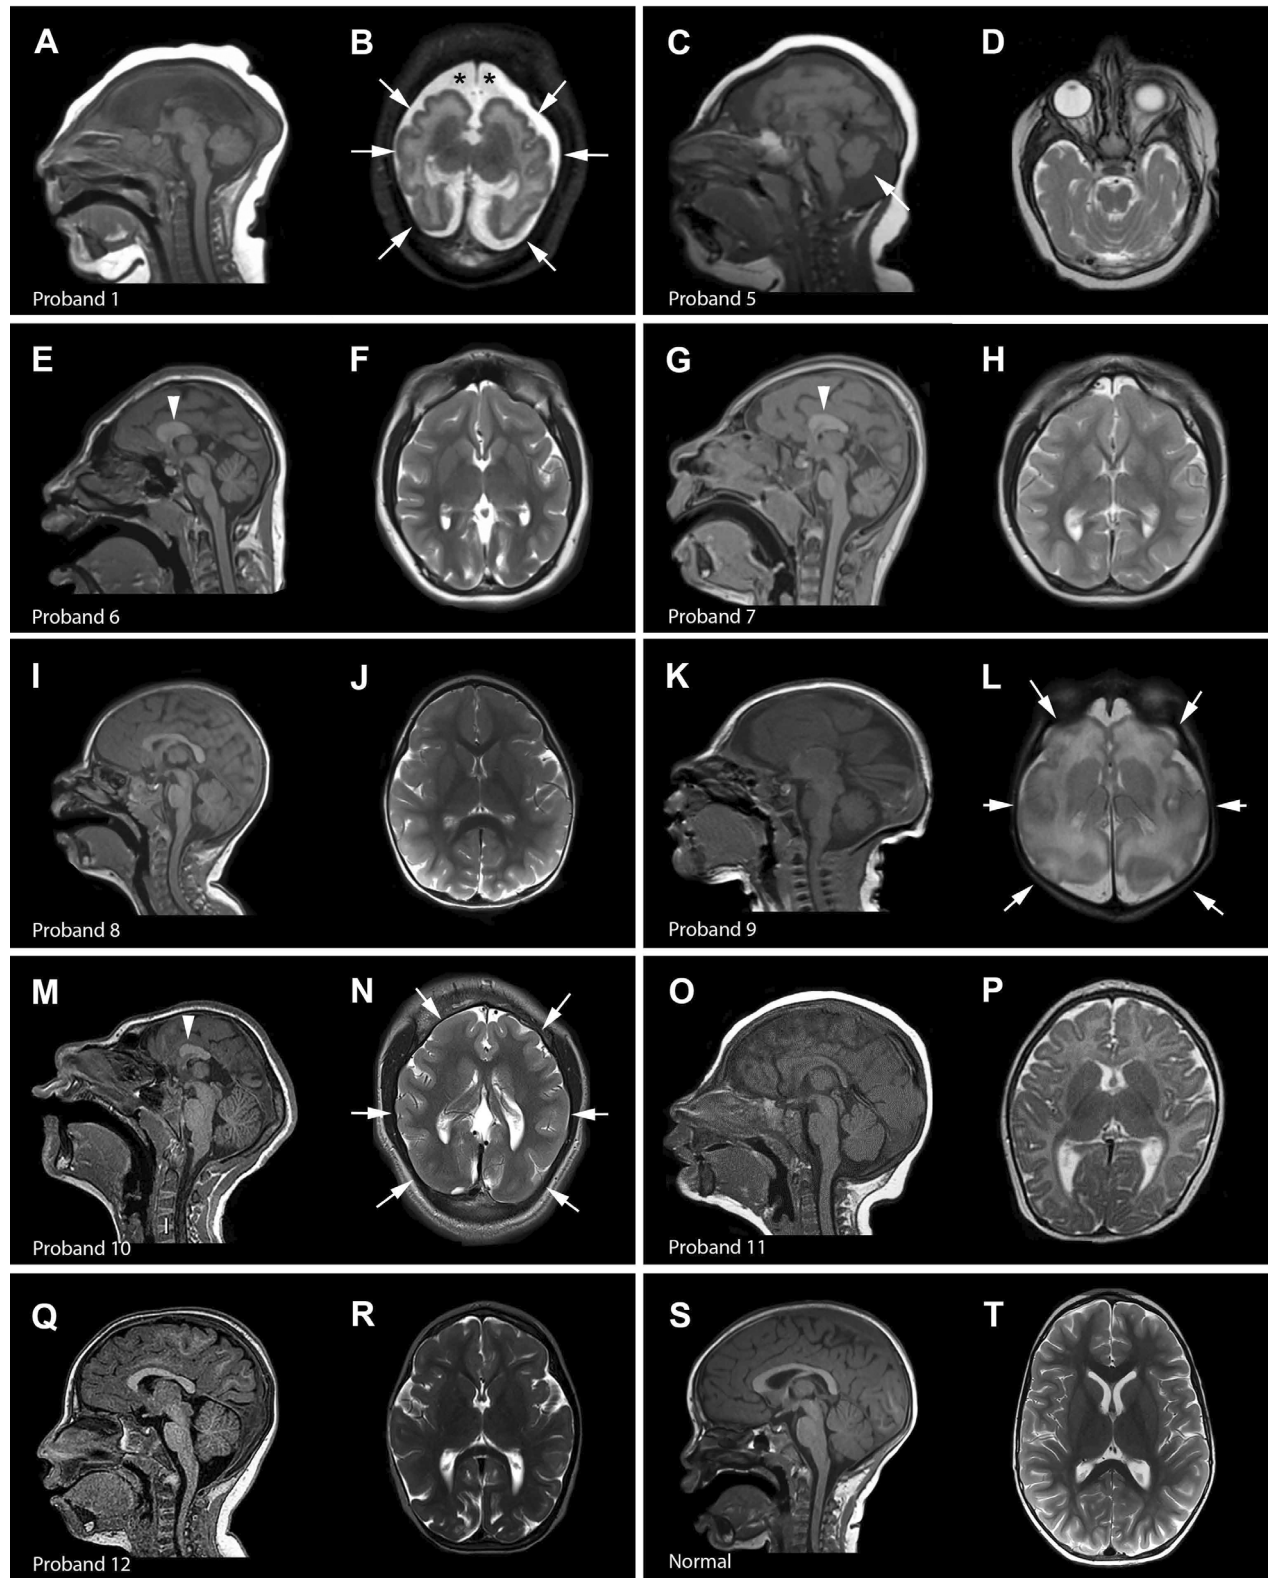 A B C D
* *
Proband 1 Proband 5
E F G H
Proband 6 Proband 7
I J K L
Proband 8 Proband 9
M N O P
Proband 10 Proband 11
Q R S T
Proband 12 Normal